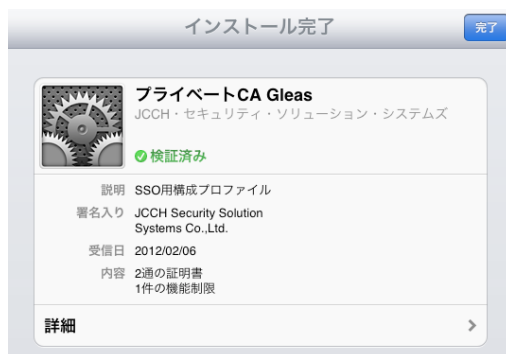 インストール完了
完了
プライベートCA Gleas
JCCH・セキュリティ・ソリューション・システムズ
検証済み
説明 SSO用構成プロファイル
署名入り JCCH Security Solution
Systems Co.,Ltd.
受信日 2012/02/06
内容 2通の証明書
1件の機能制限
詳細